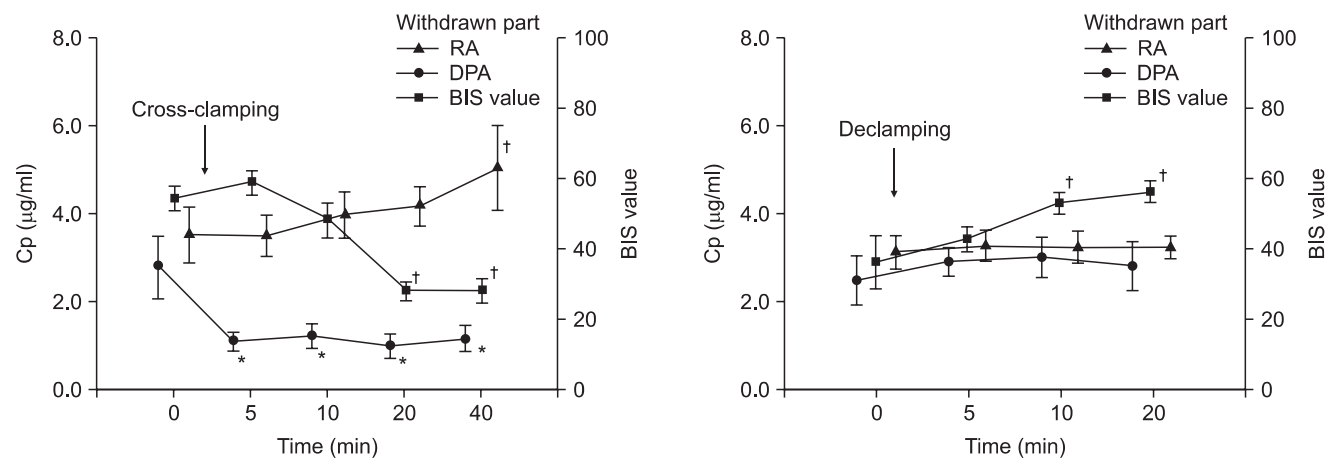 Withdrawn part
RA
DPA
BIS value
Cross-clamping
†
†
†
*
*
*
*
8.0
6.0
4.0
2.0
0.0
Cp (µg/ml)
100
80
60
40
20
0
BIS value
0 5 10 20 40
Time (min)
Withdrawn part
RA
DPA
BIS value
Declamping
†
†
8.0
6.0
4.0
2.0
0.0
Cp (µg/ml)
100
80
60
40
20
0
BIS value
0 5 10 20
Time (min)